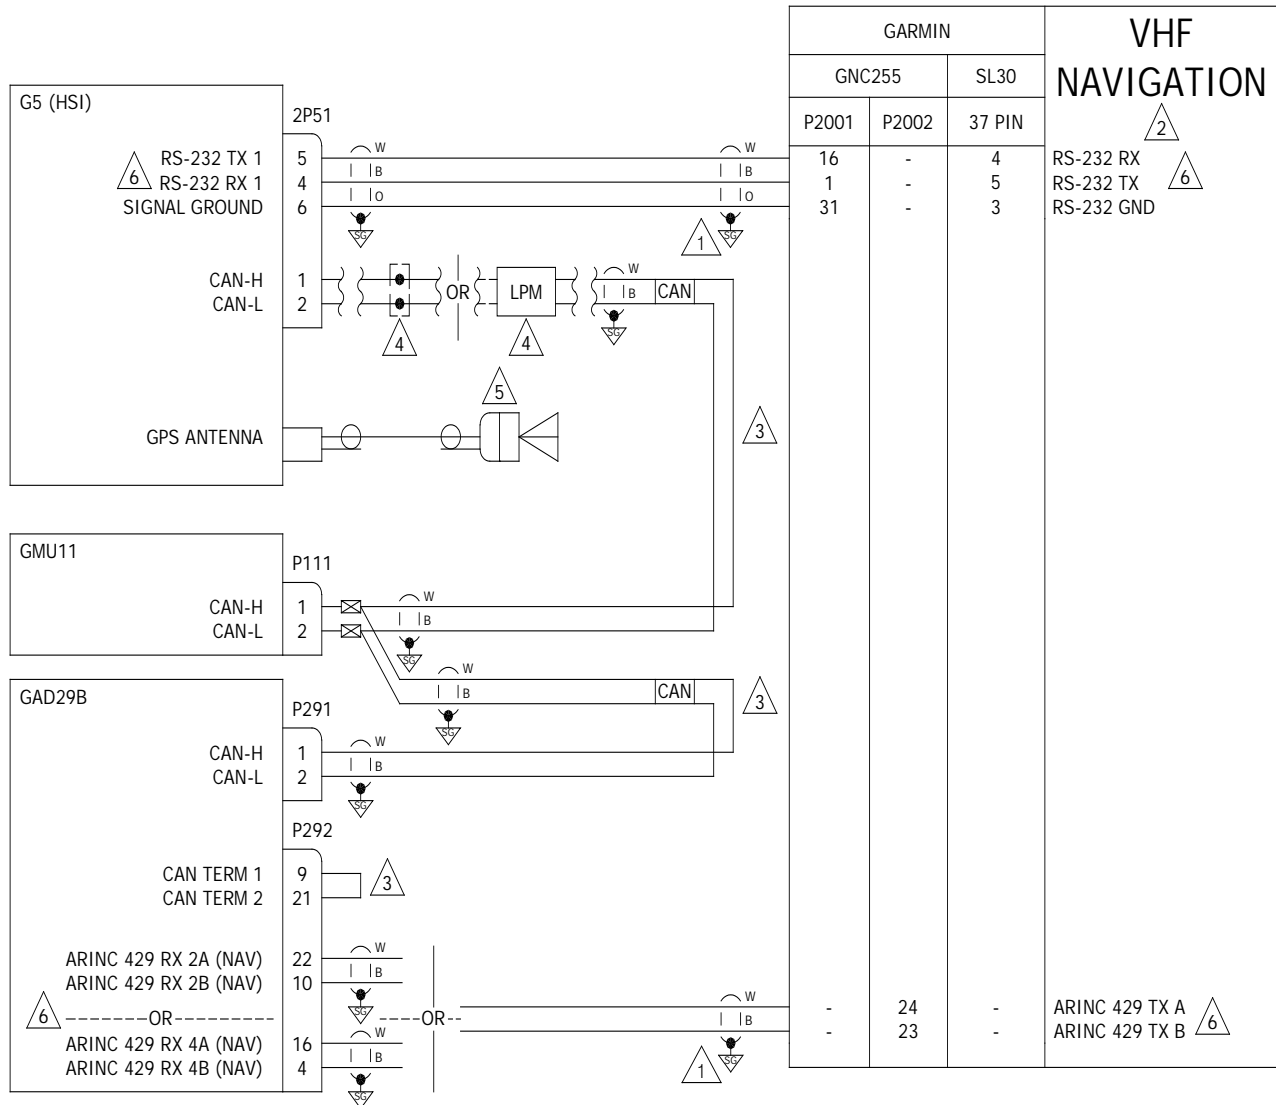 GARMIN
VHF NAVIGATION
GNC255 SL30
P2001 P2002 37 PIN
2
G5 (HSI)
2P51
RS-232 TX 1 5 W W 16 - 4 RS-232 RX
6 RS-232 RX 1 4 B B 1 - 5 RS-232 TX 6
SIGNAL GROUND 6 O O 31 - 3 RS-232 GND
SG 1 SG
CAN-H 1 W
CAN-L 2 OR LPM B CAN
4 4 SG
5
GPS ANTENNA 3
GMU11
P111
CAN-H 1 W
CAN-L 2 B
SG
W
B CAN 3
SG
GAD29B
P291
CAN-H 1 W
CAN-L 2 B
SG
P292
CAN TERM 1 9
CAN TERM 2 21 3
ARINC 429 RX 2A (NAV) 22 W
ARINC 429 RX 2B (NAV) 10 B
SG
6 OR OR W - 24 - ARINC 429 TX A
B - 23 - ARINC 429 TX B 6
1 SG
ARINC 429 RX 4A (NAV) 16 W
ARINC 429 RX 4B (NAV) 4 B
SG